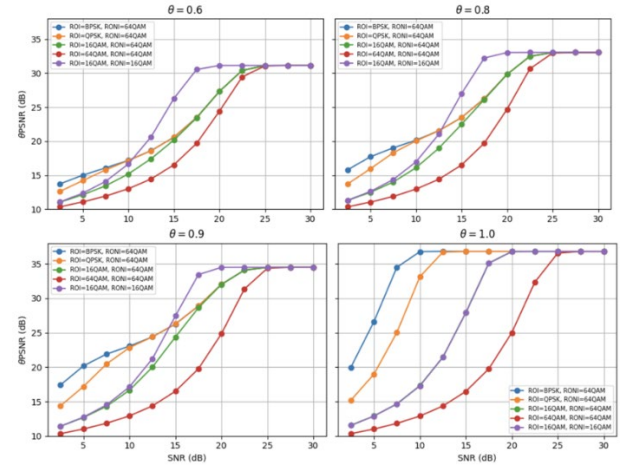 θ = 0.6
ROI=BPSK, RONI=64QAM
ROI=QPSK, RONI=64QAM
ROI=16QAM, RONI=64QAM
ROI=64QAM, RONI=64QAM
ROI=16QAM, RONI=16QAM
θPSNR (dB)
35
30
25
20
15
10
5 10 15 20 25 30
θ = 0.8
ROI=BPSK, RONI=64QAM
ROI=QPSK, RONI=64QAM
ROI=16QAM, RONI=64QAM
ROI=64QAM, RONI=64QAM
ROI=16QAM, RONI=16QAM
35
30
25
20
15
10
5 10 15 20 25 30
θ = 0.9
ROI=BPSK, RONI=64QAM
ROI=QPSK, RONI=64QAM
ROI=16QAM, RONI=64QAM
ROI=64QAM, RONI=64QAM
ROI=16QAM, RONI=16QAM
θPSNR (dB)
35
30
25
20
15
10
5 10 15 20 25 30
SNR (dB)
θ = 1.0
ROI=BPSK, RONI=64QAM
ROI=QPSK, RONI=64QAM
ROI=16QAM, RONI=64QAM
ROI=64QAM, RONI=64QAM
ROI=16QAM, RONI=16QAM
5 10 15 20 25 30
SNR (dB)